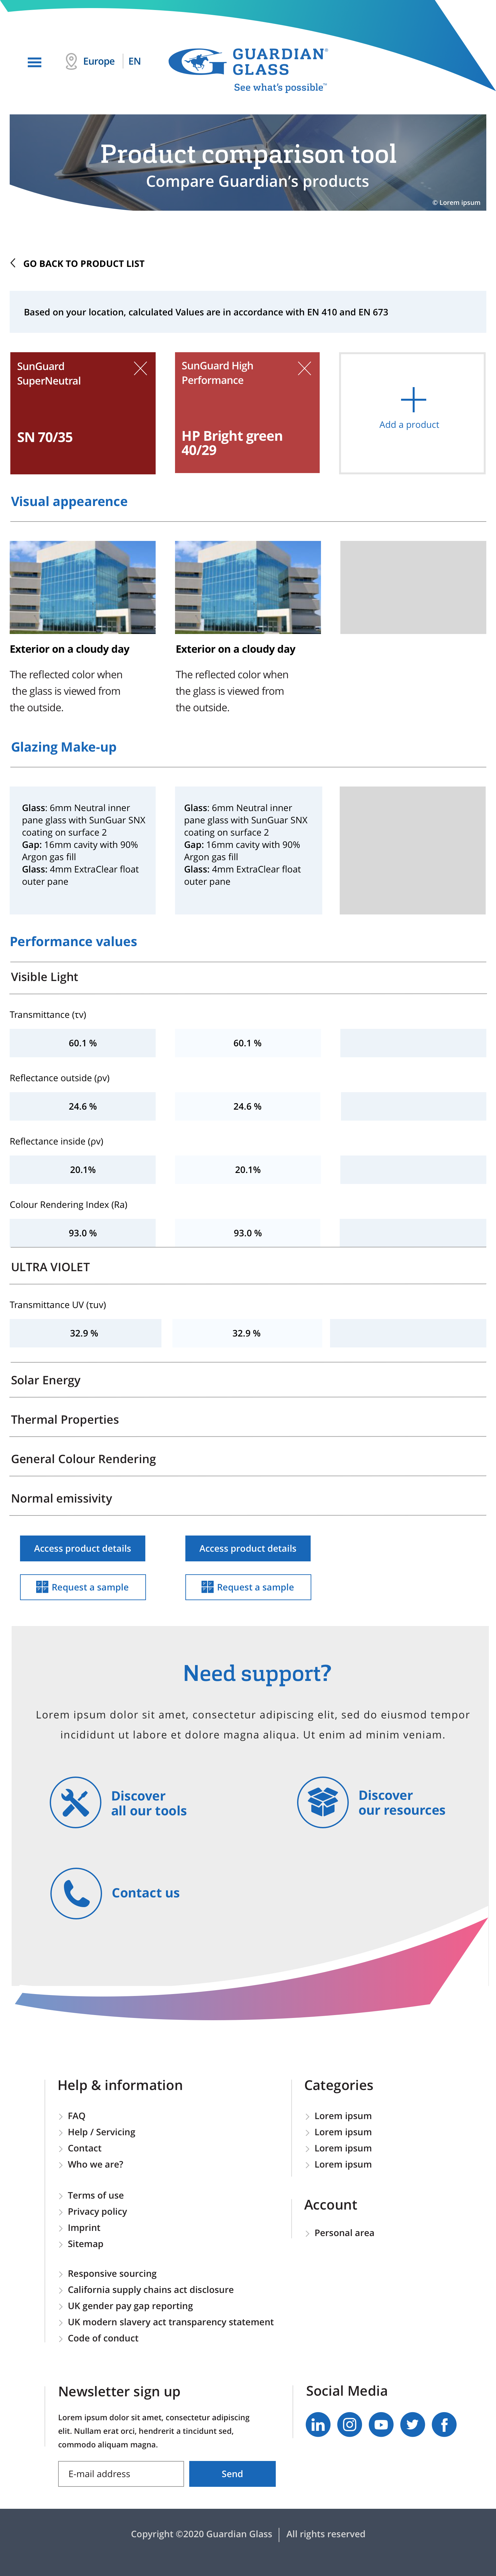 Europe
EN
GUARDIAN®
GLASS
See what's possible™
Product comparison tool
Compare Guardian's products
© Lorem ipsum
GO BACK TO PRODUCT LIST
Based on your location, calculated Values are in accordance with EN 410 and EN 673
SunGuard
SuperNeutral
SN 70/35
SunGuard High
Performance
HP Bright green
40/29
Add a product
Visual appearence
Exterior on a cloudy day
The reflected color when
the glass is viewed from
the outside.
Exterior on a cloudy day
The reflected color when
the glass is viewed from
the outside.
Glazing Make-up
Glass: 6mm Neutral inner
pane glass with SunGuar SNX
coating on surface 2
Gap: 16mm cavity with 90%
Argon gas fill
Glass: 4mm ExtraClear float
outer pane
Glass: 6mm Neutral inner
pane glass with SunGuar SNX
coating on surface 2
Gap: 16mm cavity with 90%
Argon gas fill
Glass: 4mm ExtraClear float
outer pane
Performance values
Visible Light
Transmittance (τv)
60.1 %
60.1 %
Reflectance outside (ρv)
24.6 %
24.6 %
Reflectance inside (ρv)
20.1%
20.1%
Colour Rendering Index (Ra)
93.0 %
93.0 %
ULTRA VIOLET
Transmittance UV (τuv)
32.9 %
32.9 %
Solar Energy
Thermal Properties
General Colour Rendering
Normal emissivity
Access product details
Access product details
Request a sample
Request a sample
Need support?
Lorem ipsum dolor sit amet, consectetur adipiscing elit, sed do eiusmod tempor
incididunt ut labore et dolore magna aliqua. Ut enim ad minim veniam.
Discover
all our tools
Discover
our resources
Contact us
Help & information
FAQ
Help / Servicing
Contact
Who we are?
Terms of use
Privacy policy
Imprint
Sitemap
Responsive sourcing
California supply chains act disclosure
UK gender pay gap reporting
UK modern slavery act transparency statement
Code of conduct
Categories
Lorem ipsum
Lorem ipsum
Lorem ipsum
Lorem ipsum
Account
Personal area
Newsletter sign up
Lorem ipsum dolor sit amet, consectetur adipiscing
elit. Nullam erat orci, hendrerit a tincidunt sed,
commodo aliquam magna.
E-mail address
Send
Social Media
Copyright ©2020 Guardian Glass
All rights reserved